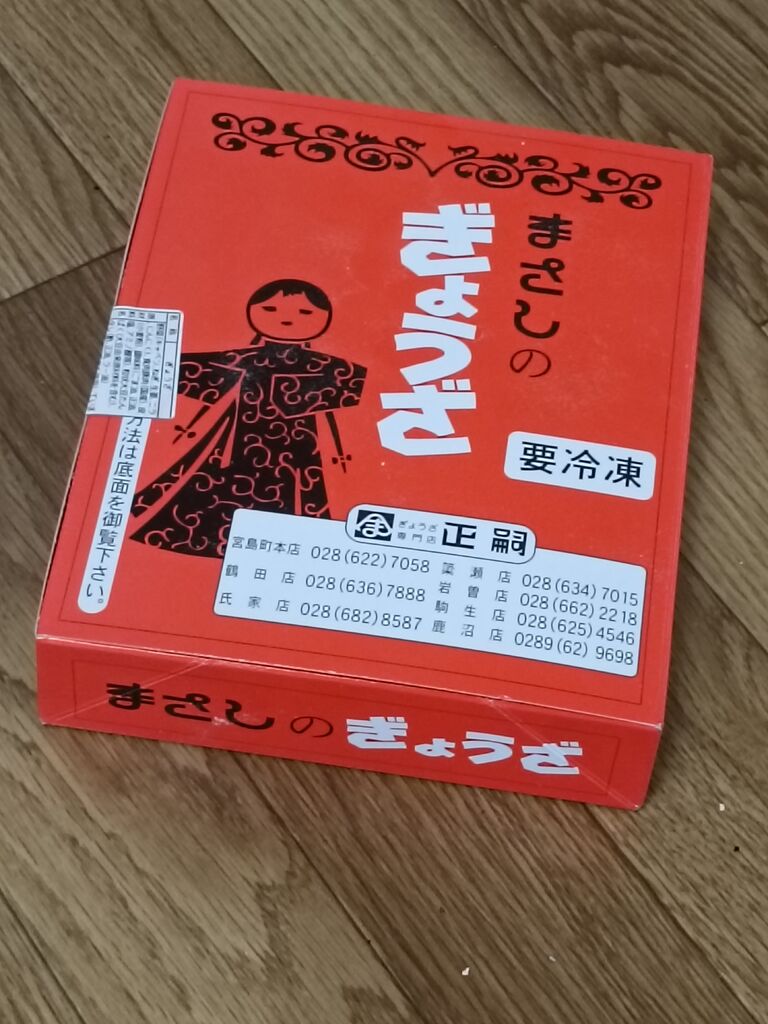 まさしの
ぎょうざ
要冷凍
方法は底面を御覧下さい。
ぎょうざ
専門店
正嗣
宮島町本店 028(622)7058
鶴田店 028(636)7888
氏家店 028(682)8587
簗瀬店 028(634)7015
岩曽店 028(662)2218
駒生店 028(625)4546
鹿沼店 0289(62)9698
まさしのぎょうざ